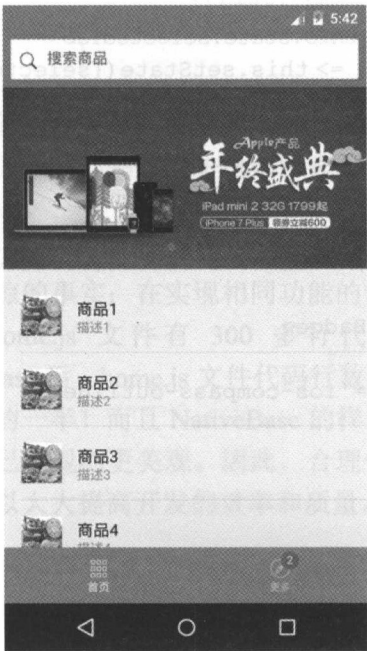 5:42
搜索商品
Apple产品
年终盛典
iPad mini 2 32G 1799起
iPhone 7 Plus 领券立减600
商品1
描述1
商品2
描述2
商品3
描述3
商品4
描述4
首页
2
更多